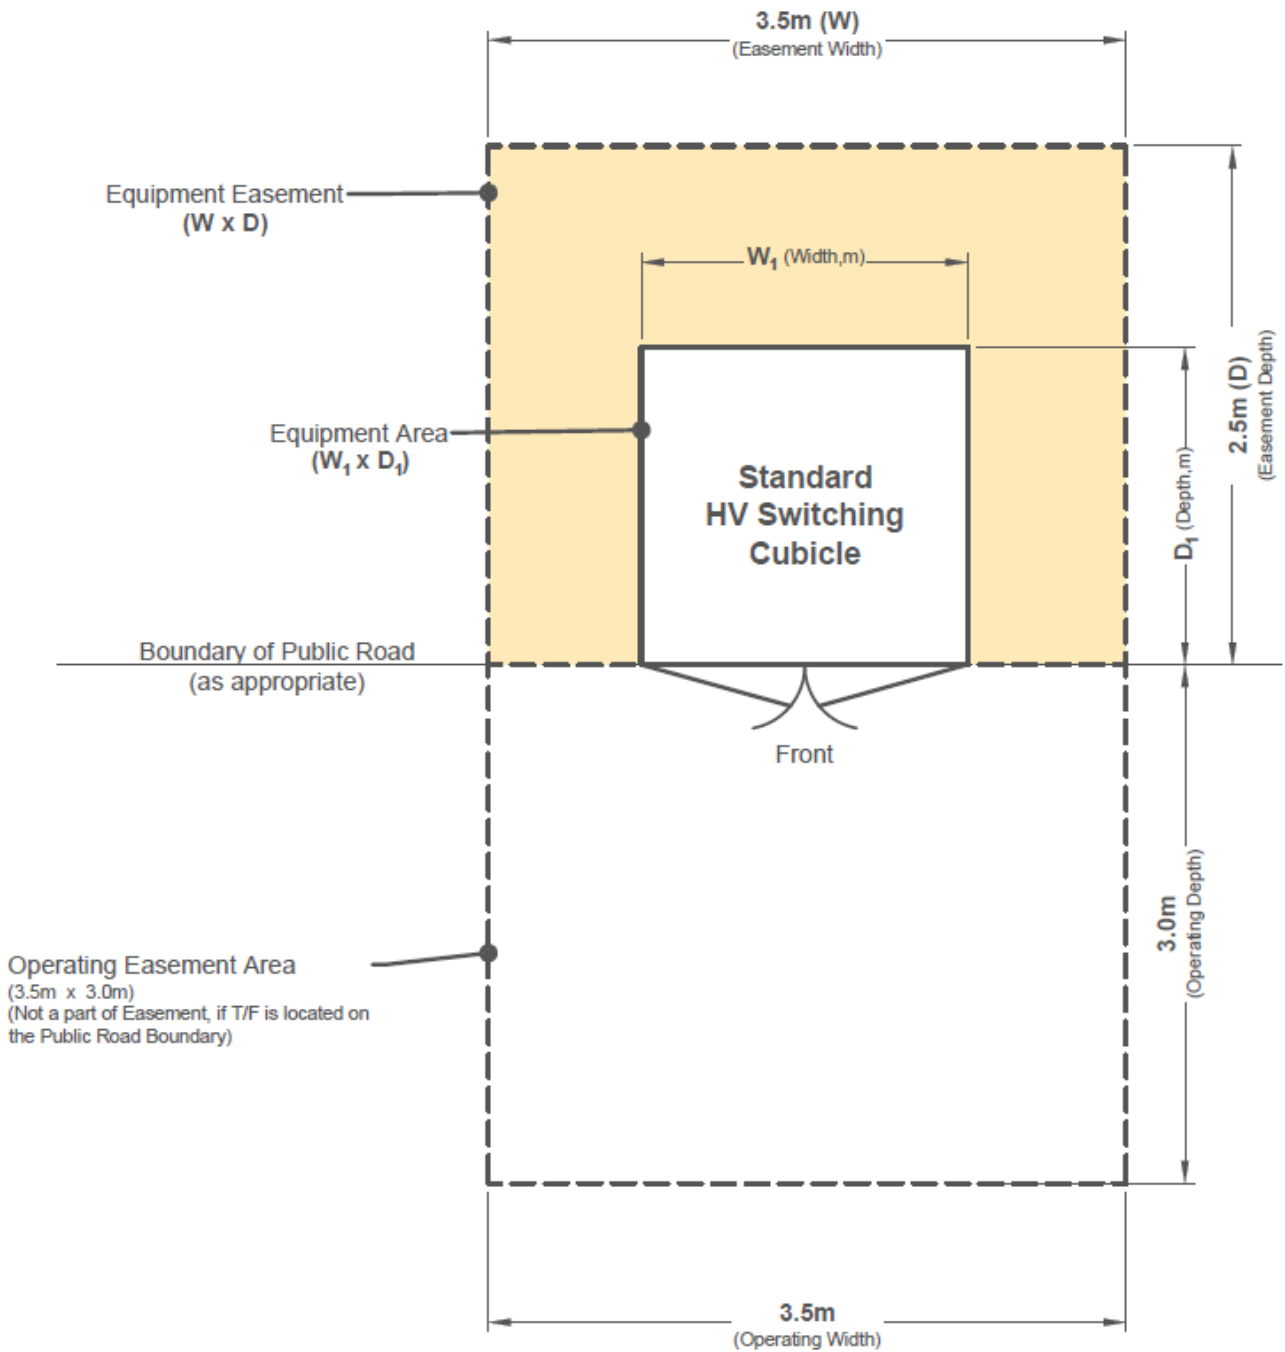 3.5m (W)
(Easement Width)
Equipment Easement
(W x D)
W₁ (Width,m)
2.5m (D)
(Easement Depth)
Equipment Area
(W₁ x D₁)
D₁ (Depth,m)
Standard
HV Switching
Cubicle
Boundary of Public Road
(as appropriate)
Front
3.0m
(Operating Depth)
Operating Easement Area
(3.5m x 3.0m)
(Not a part of Easement, if T/F is located on
the Public Road Boundary)
3.5m
(Operating Width)